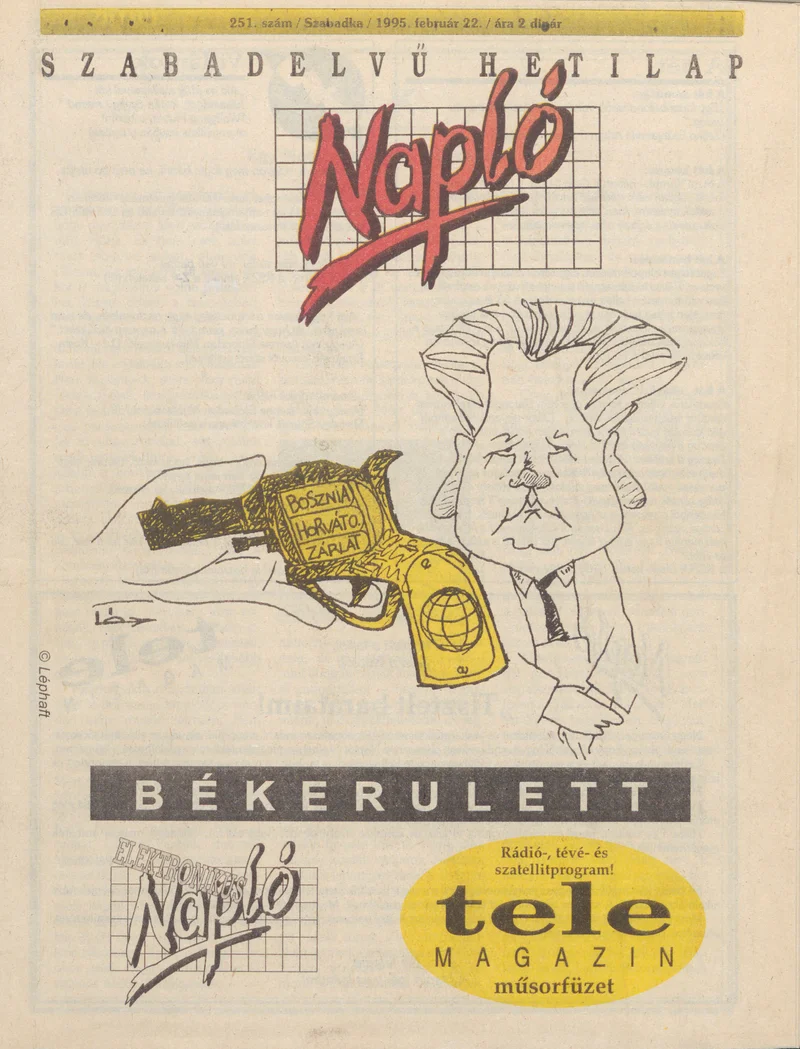 251. szám / Szabadka / 1995. február 22. / ára 2 dinár
SZABADELVŰ HETILAP
Napló
BOSZNIA
HORVÁTO.
ZÁRLAT
© Léphaft
BÉKERULETT
ELEKTRONIKUS
Napló
Rádió-, tévé- és
szatellitprogram!
tele
MAGAZIN
műsorfüzet